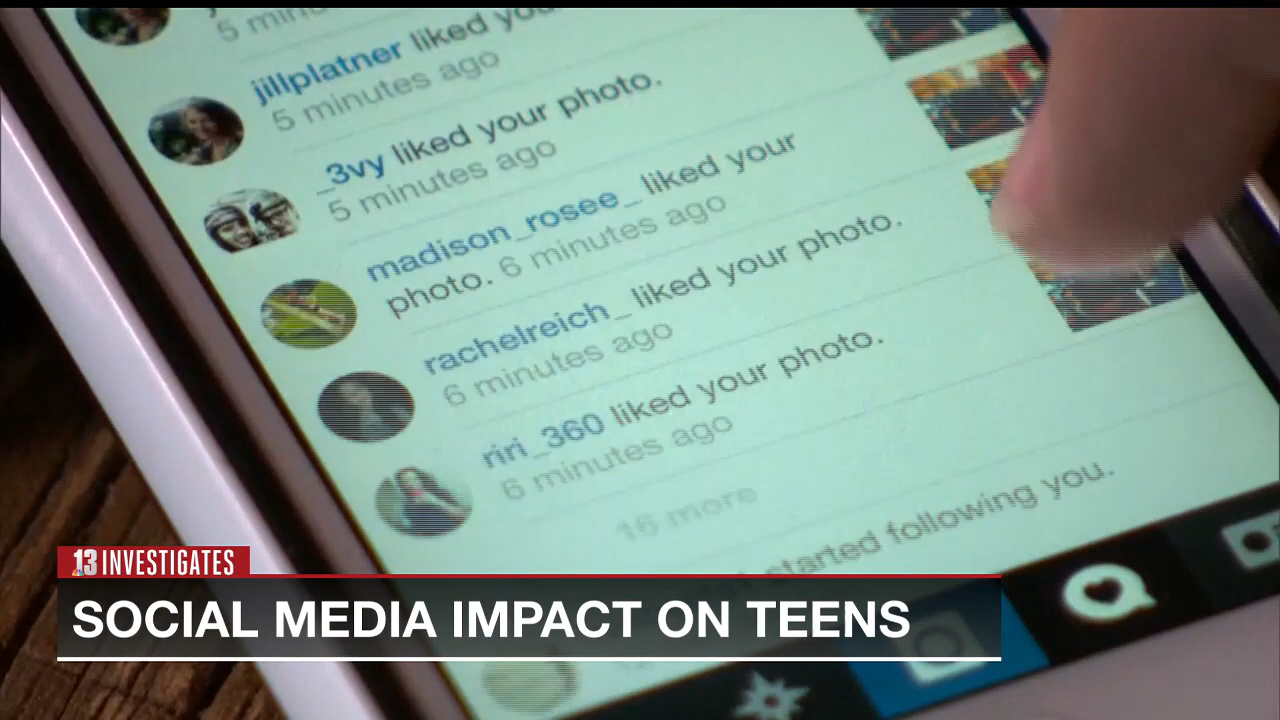 5 minutes
jillplatner liked you
5 minutes ago
_3vy liked your photo.
5 minutes ago
madison_rosee_ liked your
photo. 6 minutes ago
rachelreich_ liked your photo.
6 minutes ago
riri_360 liked your photo.
6 minutes ago
16 more
started following you.
13 INVESTIGATES
SOCIAL MEDIA IMPACT ON TEENS